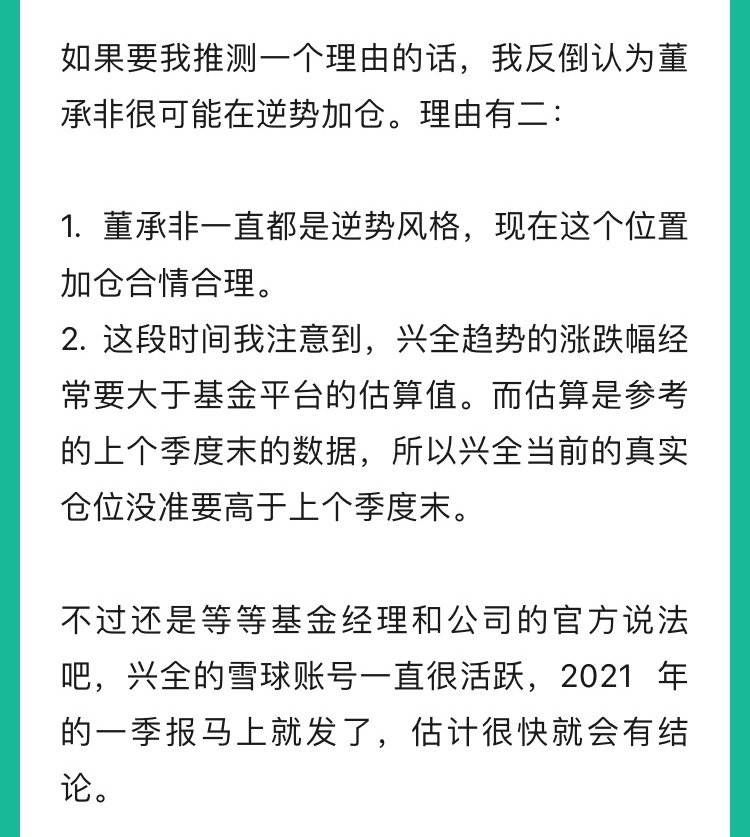 如果要我推测一个理由的话，我反倒认为董
承非很可能在逆势加仓。理由有二：
1. 董承非一直都是逆势风格，现在这个位置
加仓合情合理。
2. 这段时间我注意到，兴全趋势的涨跌幅经
常要大于基金平台的估算值。而估算是参考
的上个季度末的数据，所以兴全当前的真实
仓位没准要高于上个季度末。
不过还是等等基金经理和公司的官方说法
吧，兴全的雪球账号一直很活跃，2021 年
的一季报马上就发了，估计很快就会有结
论。